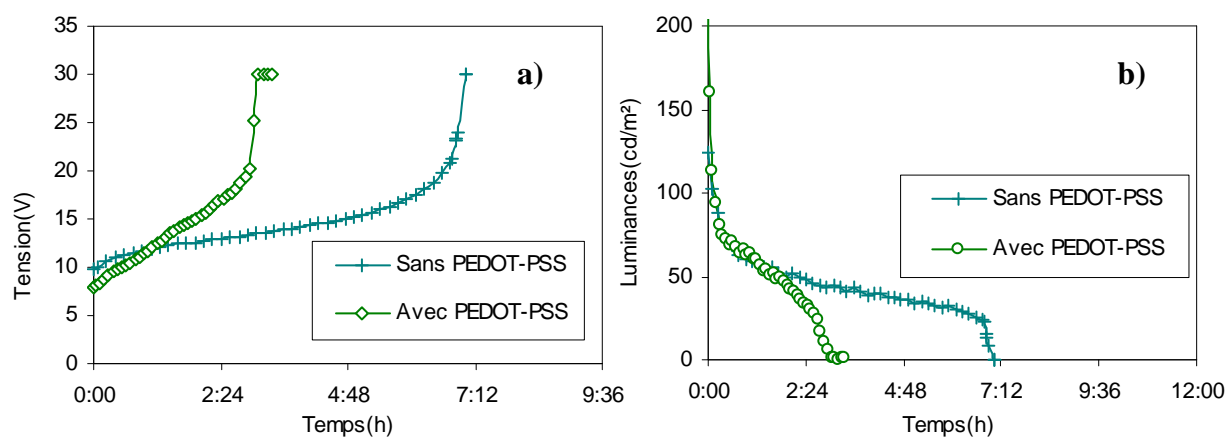 35
30
25
20
15
10
5
0
Tension(V)
a)
Sans PEDOT-PSS
Avec PEDOT-PSS
0:00 2:24 4:48 7:12 9:36
Temps(h)
200
150
100
50
0
Luminances(cd/m²)
b)
Sans PEDOT-PSS
Avec PEDOT-PSS
0:00 2:24 4:48 7:12 9:36 12:00
Temps(h)